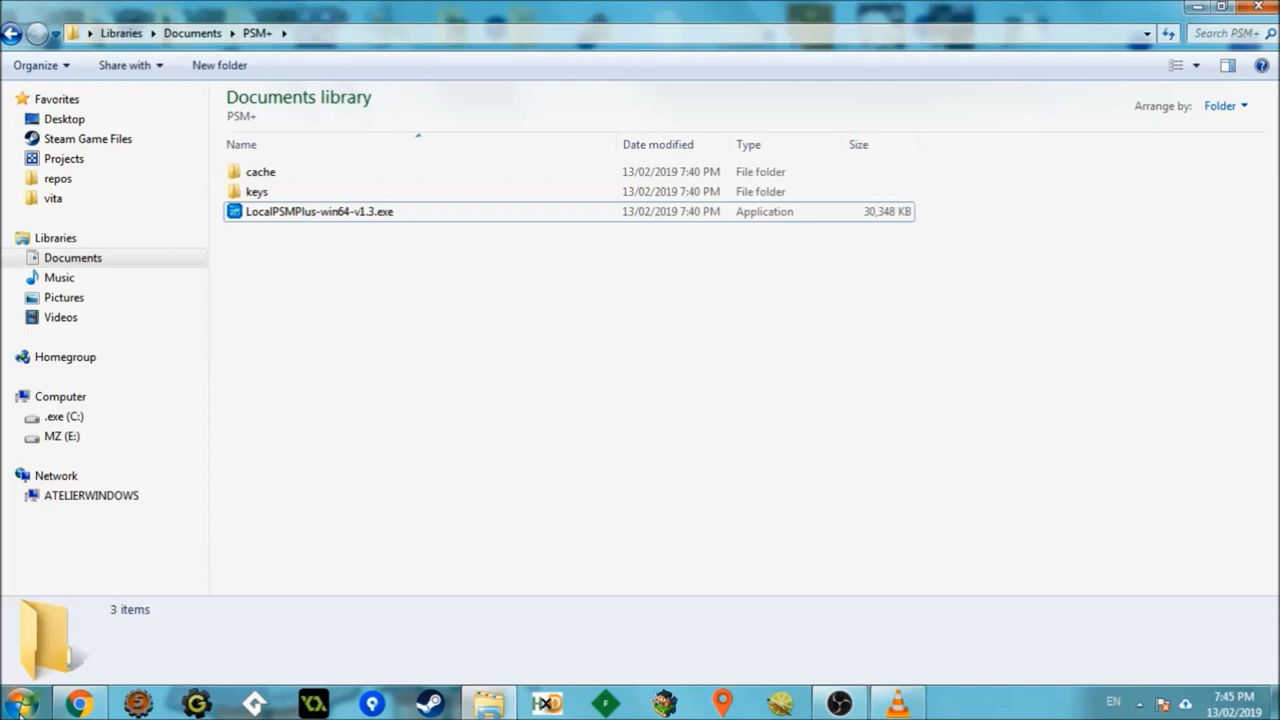 Libraries Documents PSM+
Search PSM+
Organize Share with New folder
Documents library
PSM+
Arrange by: Folder
Name Date modified Type Size
cache 13/02/2019 7:40 PM File folder
keys 13/02/2019 7:40 PM File folder
LocalPSMPlus-win64-v1.3.exe 13/02/2019 7:40 PM Application 30,348 KB
Favorites
Desktop
Steam Game Files
Projects
repos
vita
Libraries
Documents
Music
Pictures
Videos
Homegroup
Computer
.exe (C:)
MZ (E:)
Network
ATELIERWINDOWS
3 items
EN
7:45 PM
13/02/2019